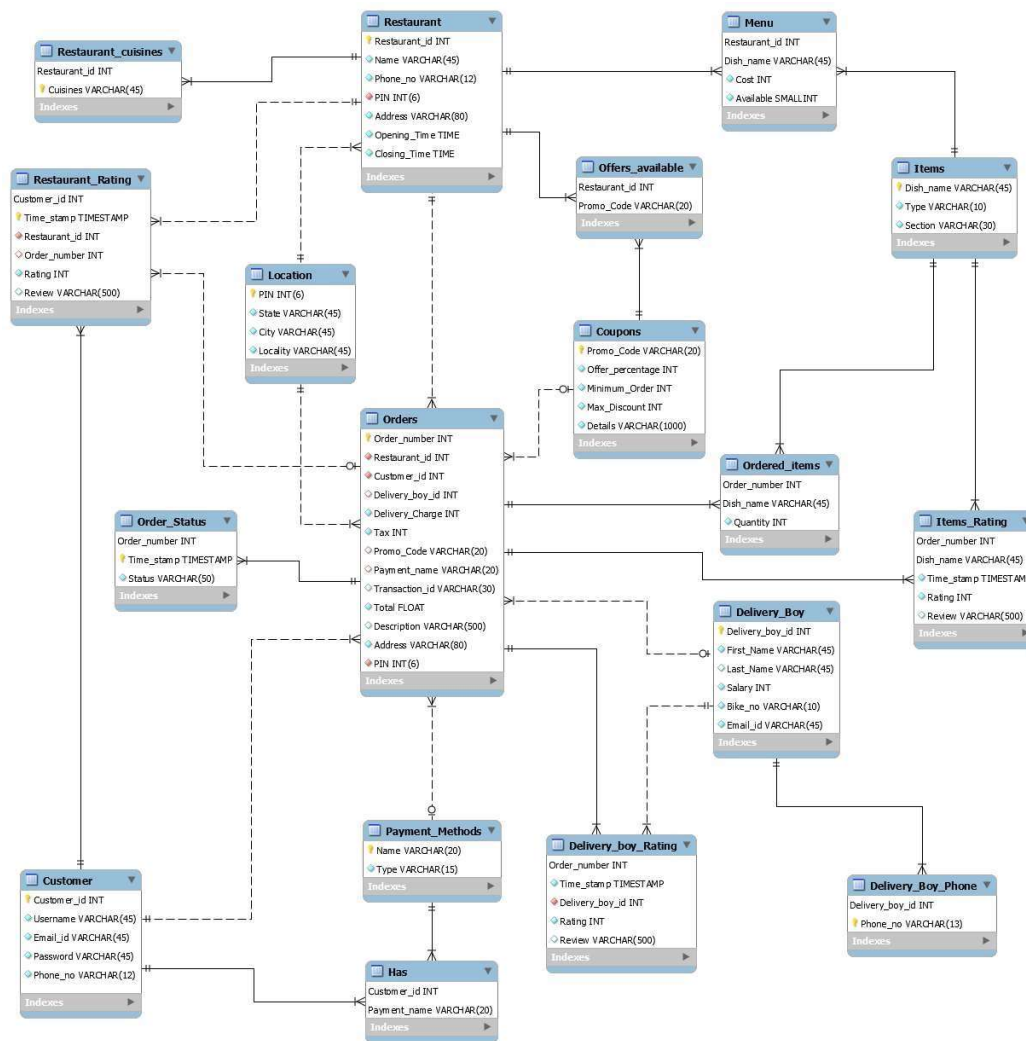 Restaurant
Restaurant_id INT
Name VARCHAR(45)
Phone_no VARCHAR(12)
PIN INT(6)
Address VARCHAR(80)
Opening_Time TIME
Closing_Time TIME
Indexes
Menu
Restaurant_id INT
Dish_name VARCHAR(45)
Cost INT
Available SMALLINT
Indexes
Restaurant_cuisines
Restaurant_id INT
Cuisines VARCHAR(45)
Indexes
Offers_available
Restaurant_id INT
Promo_Code VARCHAR(20)
Indexes
Items
Dish_name VARCHAR(45)
Type VARCHAR(10)
Section VARCHAR(30)
Indexes
Restaurant_Rating
Customer_id INT
Time_stamp TIMESTAMP
Restaurant_id INT
Order_number INT
Rating INT
Review VARCHAR(500)
Indexes
Location
PIN INT(6)
State VARCHAR(45)
City VARCHAR(45)
Locality VARCHAR(45)
Indexes
Coupons
Promo_Code VARCHAR(20)
Offer_percentage INT
Minimum_Order INT
Max_Discount INT
Details VARCHAR(1000)
Indexes
Orders
Order_number INT
Restaurant_id INT
Customer_id INT
Delivery_boy_id INT
Delivery_Charge INT
Tax INT
Promo_Code VARCHAR(20)
Payment_name VARCHAR(20)
Transaction_id VARCHAR(30)
Total FLOAT
Description VARCHAR(500)
Address VARCHAR(80)
PIN INT(6)
Indexes
Ordered_items
Order_number INT
Dish_name VARCHAR(45)
Quantity INT
Indexes
Order_Status
Order_number INT
Time_stamp TIMESTAMP
Status VARCHAR(50)
Indexes
Items_Rating
Order_number INT
Dish_name VARCHAR(45)
Time_stamp TIMESTAM
Rating INT
Review VARCHAR(500)
Indexes
Delivery_Boy
Delivery_boy_id INT
First_Name VARCHAR(45)
Last_Name VARCHAR(45)
Salary INT
Bike_no VARCHAR(10)
Email_id VARCHAR(45)
Indexes
Payment_Methods
Name VARCHAR(20)
Type VARCHAR(15)
Indexes
Delivery_boy_Rating
Order_number INT
Time_stamp TIMESTAMP
Delivery_boy_id INT
Rating INT
Review VARCHAR(500)
Indexes
Customer
Customer_id INT
Username VARCHAR(45)
Email_id VARCHAR(45)
Password VARCHAR(45)
Phone_no VARCHAR(12)
Indexes
Delivery_Boy_Phone
Delivery_boy_id INT
Phone_no VARCHAR(13)
Indexes
Has
Customer_id INT
Payment_name VARCHAR(20)
Indexes